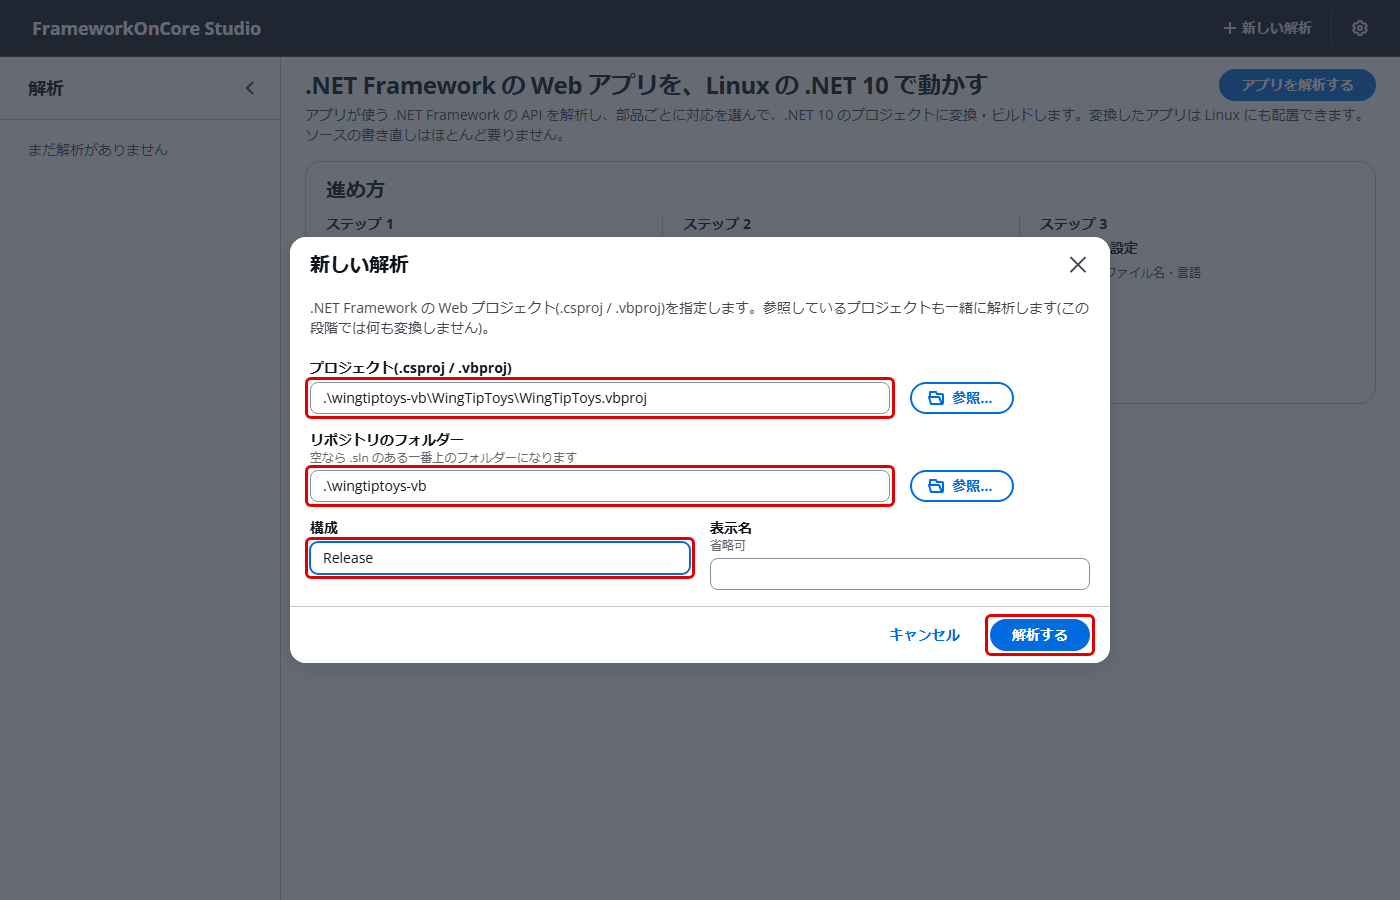 FrameworkOnCore Studio
新しい解析
解析
まだ解析がありません
.NET Framework の Web アプリを、Linux の .NET 10 で動かす
アプリを解析する
アプリが使う .NET Framework の API を解析し、部品ごとに対応を選んで、.NET 10 のプロジェクトに変換・ビルドします。変換したアプリは Linux にも配置できます。
ソースの書き直しはほとんど要りません。
進め方
ステップ 1
ステップ 2
ステップ 3
設定
ファイル名・言語
新しい解析
.NET Framework の Web プロジェクト(.csproj / .vbproj)を指定します。参照しているプロジェクトも一緒に解析します(この
段階では何も変換しません)。
プロジェクト(.csproj / .vbproj)
.\wingtiptoys-vb\WingTipToys\WingTipToys.vbproj
参照...
リポジトリのフォルダー
空なら .sln のある一番上のフォルダーになります
.\wingtiptoys-vb
参照...
構成
Release
表示名
省略可
キャンセル
解析する